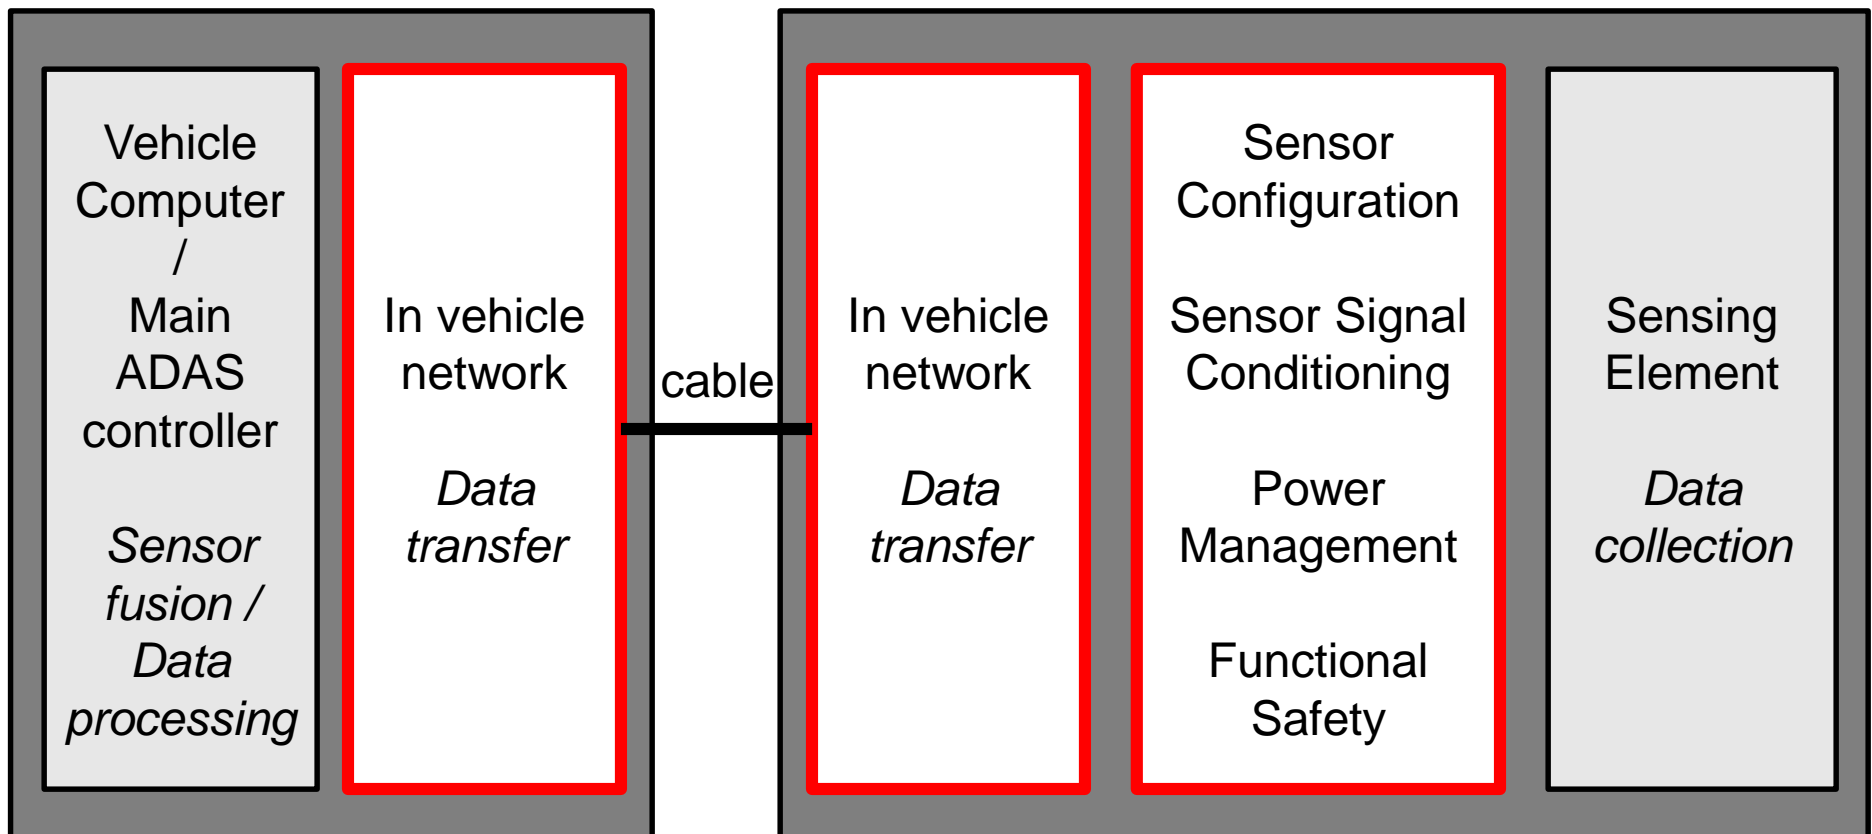 Vehicle
Computer
/
Main
ADAS
controller
Sensor
fusion /
Data
processing
In vehicle
network
Data
transfer
cable
In vehicle
network
Data
transfer
Sensor
Configuration
Sensor Signal
Conditioning
Power
Management
Functional
Safety
Sensing
Element
Data
collection